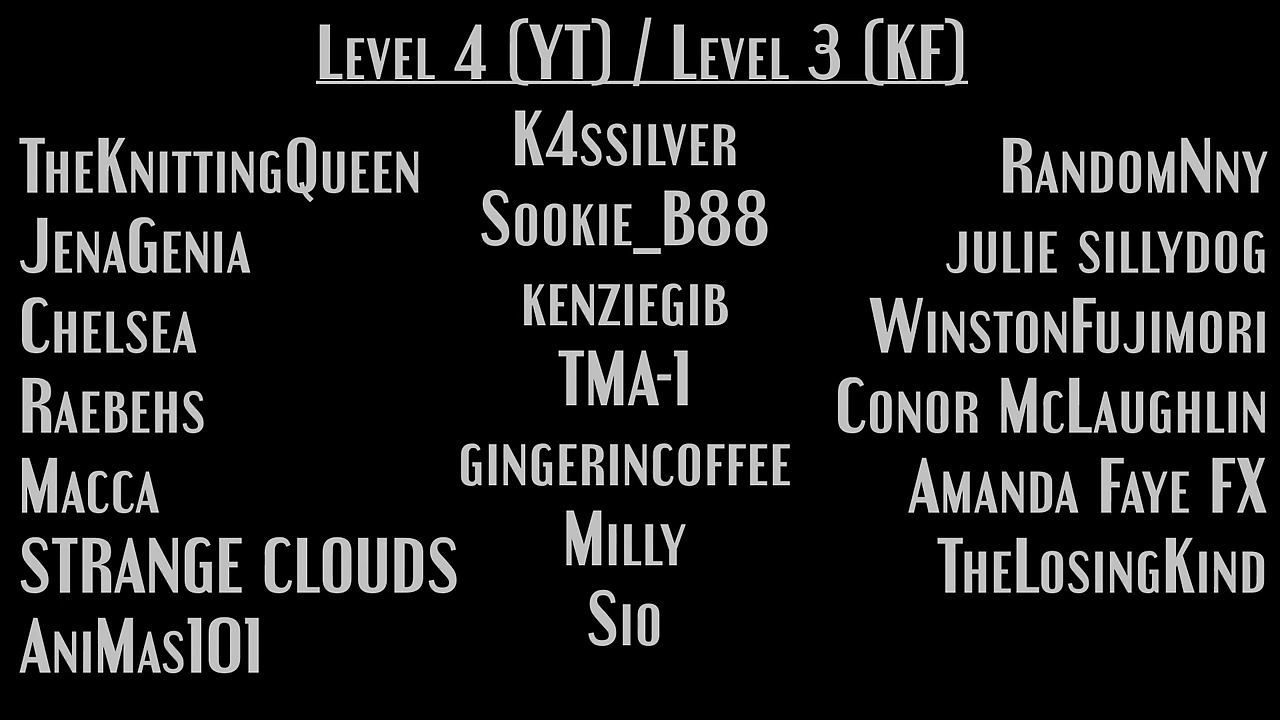 Level 4 (YT) / Level 3 (KF)
TheKnittingQueen
JenaGenia
Chelsea
Raebehs
Macca
STRANGE CLOUDS
AniMas101
K4ssilver
Sookie_B88
kenziegib
TMA-1
gingerincoffee
Milly
Sio
RandomNny
julie sillydog
WinstonFujimori
Conor McLaughlin
Amanda Faye FX
TheLosingKind